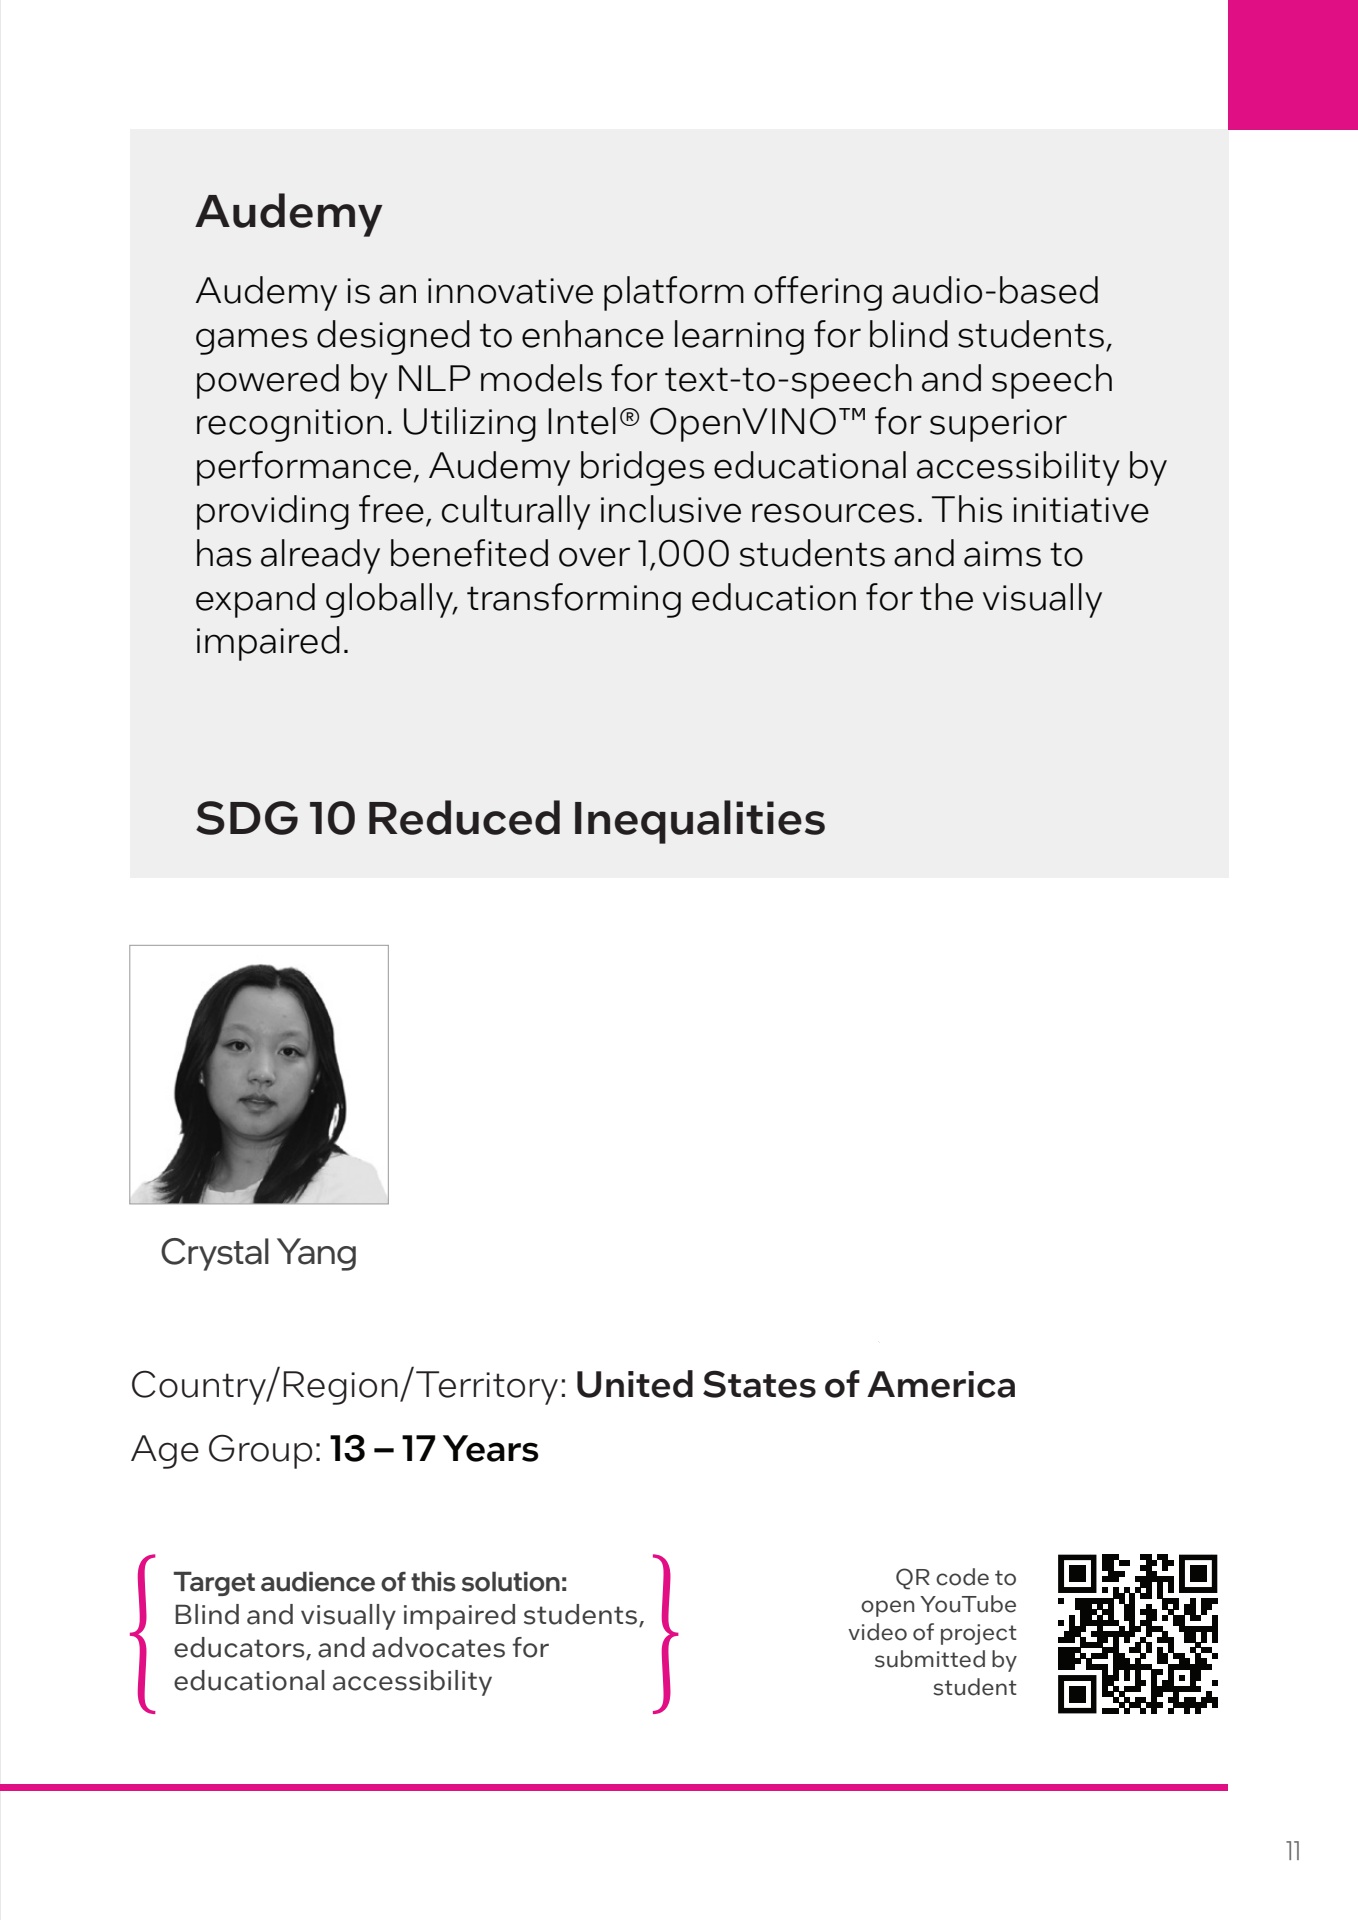 Audemy
Audemy is an innovative platform offering audio-based
games designed to enhance learning for blind students,
powered by NLP models for text-to-speech and speech
recognition. Utilizing Intel® OpenVINO™ for superior
performance, Audemy bridges educational accessibility by
providing free, culturally inclusive resources. This initiative
has already benefited over 1,000 students and aims to
expand globally, transforming education for the visually
impaired.
SDG 10 Reduced Inequalities
Crystal Yang
Country/Region/Territory: United States of America
Age Group: 13 – 17 Years
Target audience of this solution:
Blind and visually impaired students,
educators, and advocates for
educational accessibility
QR code to
open YouTube
video of project
submitted by
student
11